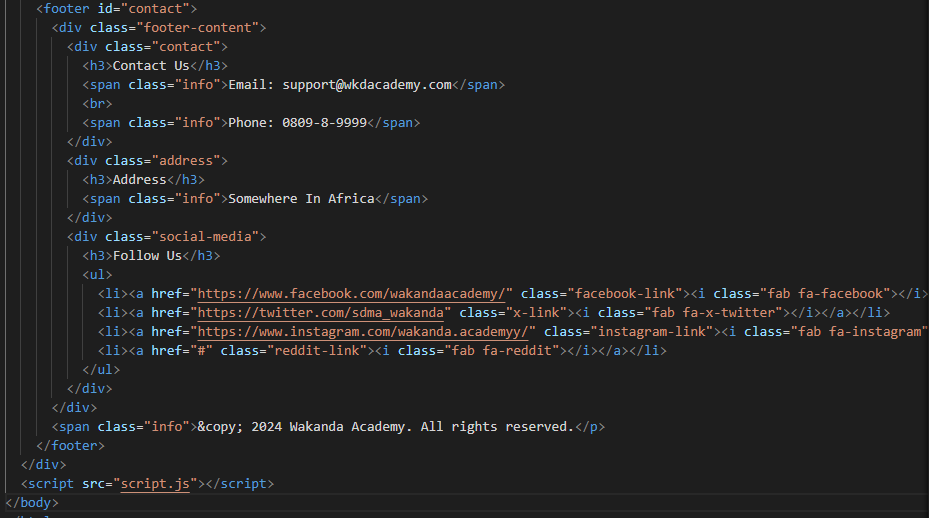 <footer id="contact">
<div class="footer-content">
<div class="contact">
<h3>Contact Us</h3>
<span class="info">Email: support@wkdacademy.com</span>
<br>
<span class="info">Phone: 0809-8-9999</span>
</div>
<div class="address">
<h3>Address</h3>
<span class="info">Somewhere In Africa</span>
</div>
<div class="social-media">
<h3>Follow Us</h3>
<ul>
<li><a href="https://www.facebook.com/wakandaacademy/" class="facebook-link"><i class="fab fa-facebook"></i>
<li><a href="https://twitter.com/sdma_wakanda" class="x-link"><i class="fab fa-x-twitter"></i></a></li>
<li><a href="https://www.instagram.com/wakanda.academyy/" class="instagram-link"><i class="fab fa-instagram"
<li><a href="#" class="reddit-link"><i class="fab fa-reddit"></i></a></li>
</ul>
</div>
</div>
<span class="info">&copy; 2024 Wakanda Academy. All rights reserved.</p>
</footer>
</div>
<script src="script.js"></script>
</body>